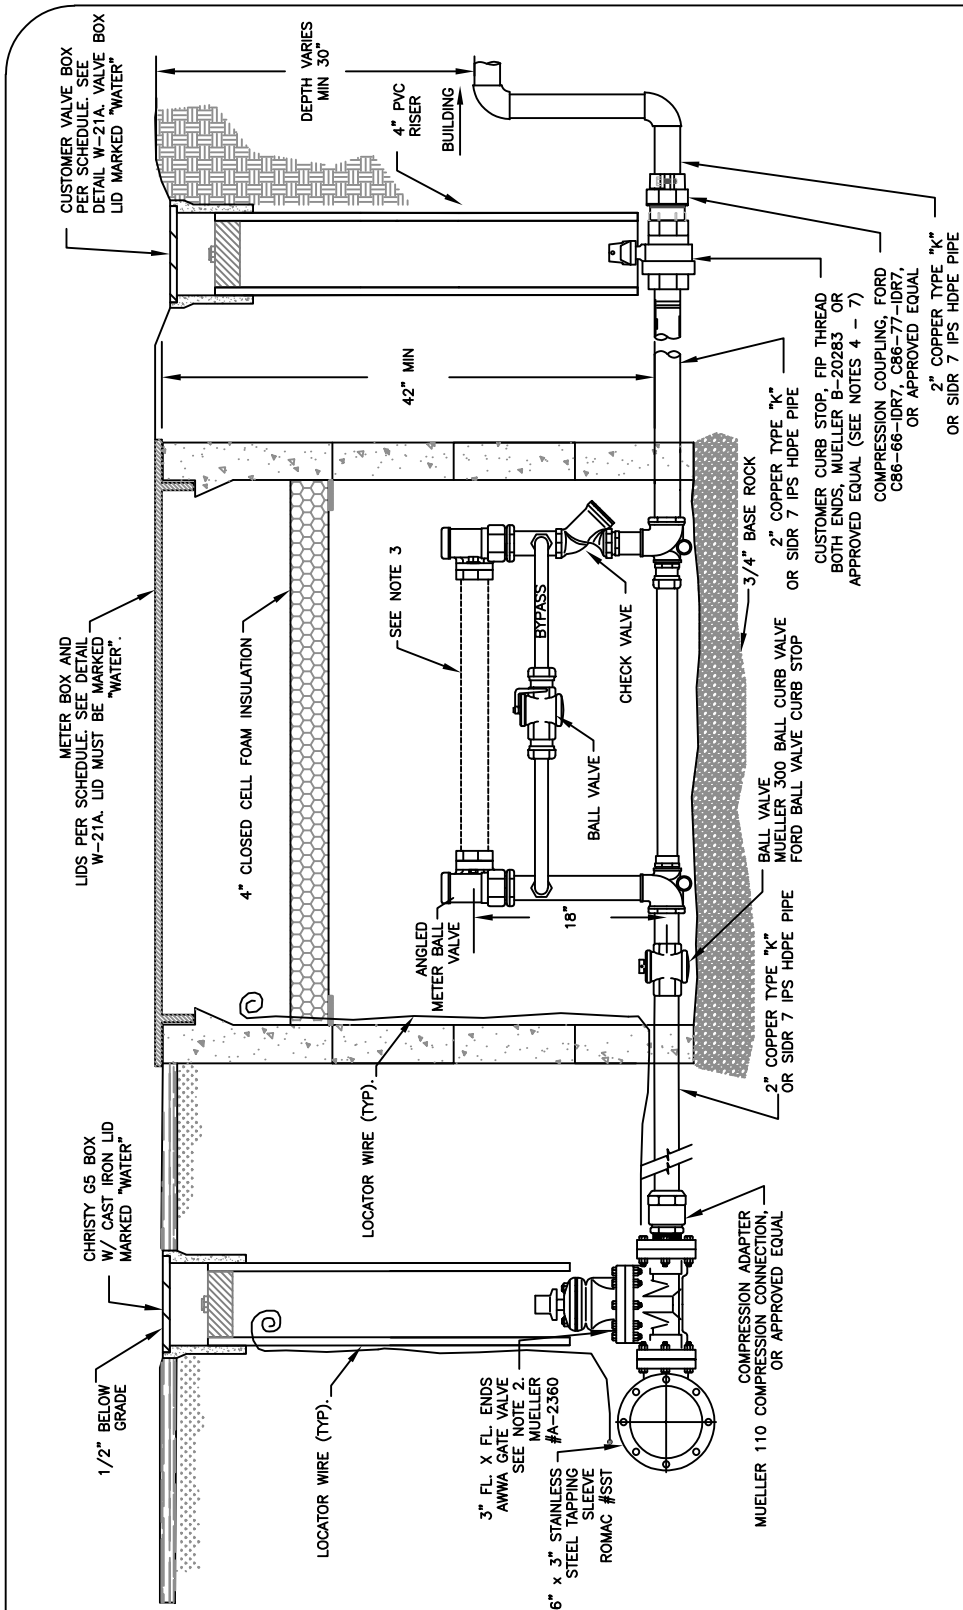 CHRISTY G5 BOX
W/ CAST IRON LID
MARKED "WATER"
1/2" BELOW
GRADE
LOCATOR WIRE (TYP).
3" FL. X FL. ENDS
AWWA GATE VALVE
SEE NOTE 2.
MUELLER
#A-2360
6" x 3" STAINLESS
STEEL TAPPING
SLEEVE
ROMAC #SST
COMPRESSION ADAPTER
MUELLER 110 COMPRESSION CONNECTION,
OR APPROVED EQUAL
LOCATOR WIRE (TYP).
METER BOX AND
LIDS PER SCHEDULE. SEE DETAIL
W-21A. LID MUST BE MARKED
"WATER".
4" CLOSED CELL FOAM INSULATION
ANGLED
METER BALL
VALVE
18"
SEE NOTE 3
BYPASS
BALL VALVE
CHECK VALVE
2" COPPER TYPE "K"
OR SIDR 7 IPS HDPE PIPE
BALL VALVE
MUELLER 300 BALL CURB VALVE
FORD BALL VALVE CURB STOP
3/4" BASE ROCK
42" MIN
2" COPPER TYPE "K"
OR SIDR 7 IPS HDPE PIPE
CUSTOMER VALVE BOX
PER SCHEDULE. SEE
DETAIL W-21A. VALVE BOX
LID MARKED "WATER"
DEPTH VARIES
MIN 30"
4" PVC
RISER
BUILDING
CUSTOMER CURB STOP, FIP THREAD
BOTH ENDS, MUELLER B-20283 OR
APPROVED EQUAL (SEE NOTES 4 - 7)
COMPRESSION COUPLING, FORD
C86-66-IDR7, C86-77-IDR7,
OR APPROVED EQUAL
2" COPPER TYPE "K"
OR SIDR 7 IPS HDPE PIPE